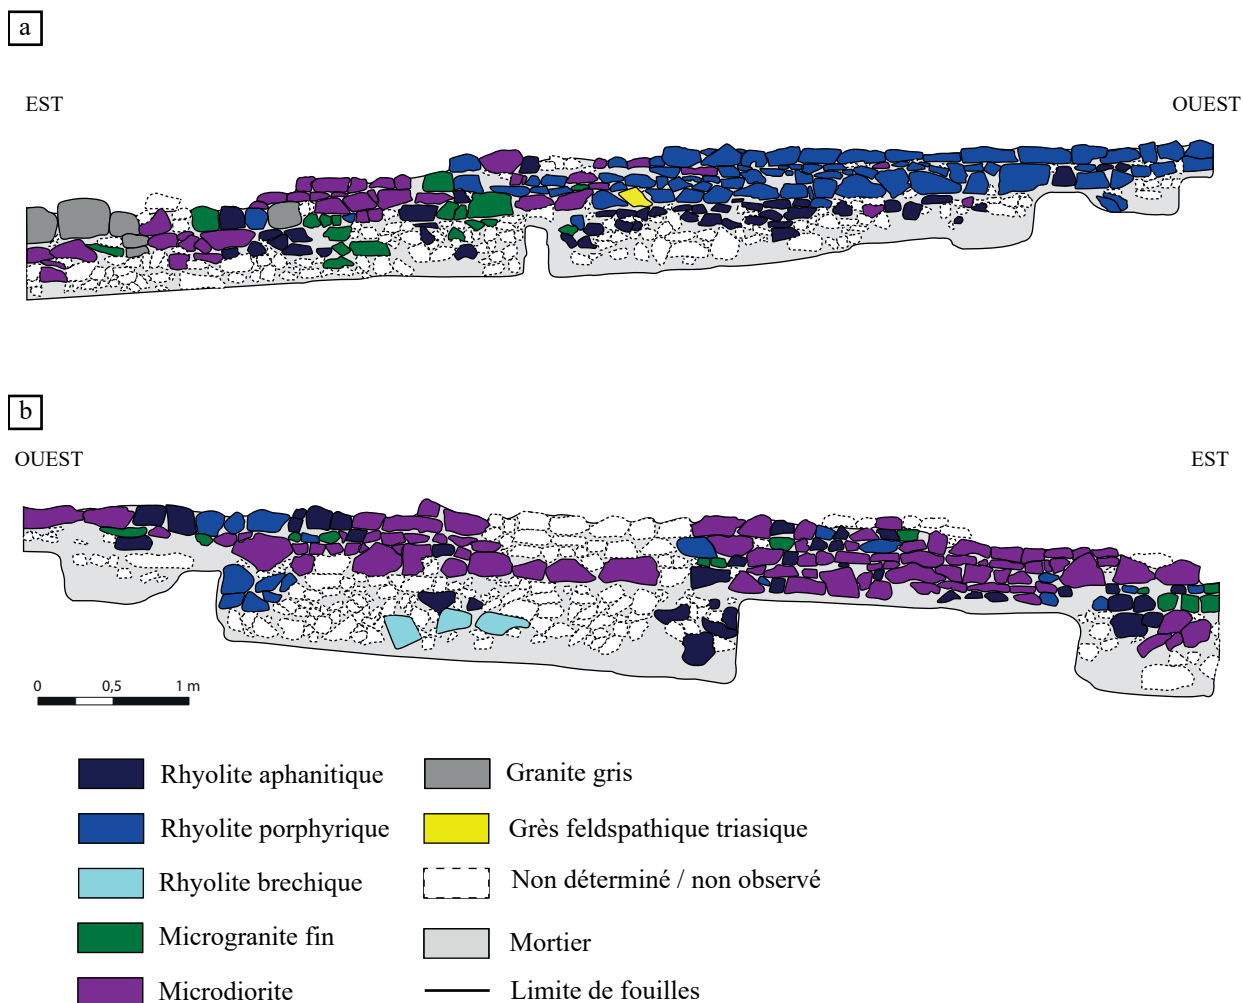 a
EST
OUEST
b
OUEST
EST
0 0,5 1 m
Rhyolite aphanitique
Granite gris
Rhyolite porphyrique
Grès feldspathique triasique
Rhyolite brechique
Non déterminé / non observé
Microgranite fin
Mortier
Microdiorite
Limite de fouilles